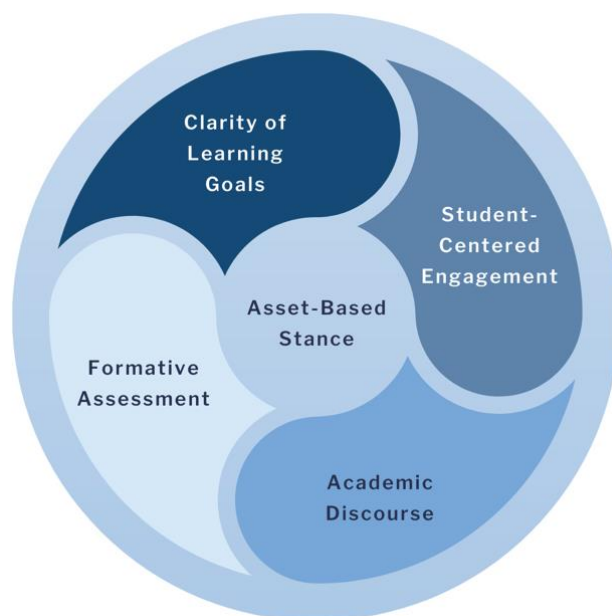 Clarity of
Learning
Goals
Student-
Centered
Engagement
Asset-Based
Stance
Formative
Assessment
Academic
Discourse